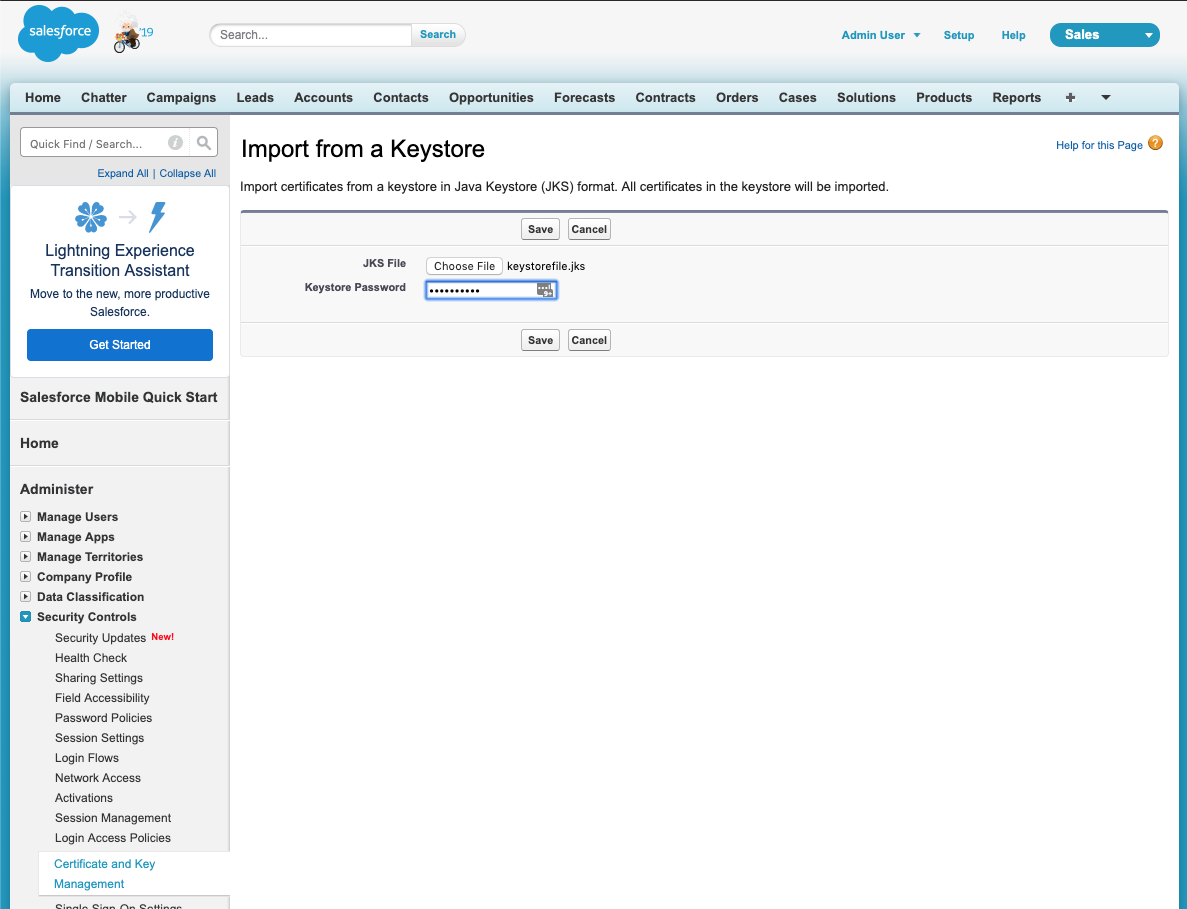 salesforce
'19
Search...
Search
Admin User
Setup
Help
Sales
Home Chatter Campaigns Leads Accounts Contacts Opportunities Forecasts Contracts Orders Cases Solutions Products Reports +
Quick Find / Search...
i
Expand All | Collapse All
Lightning Experience
Transition Assistant
Move to the new, more productive
Salesforce.
Get Started
Salesforce Mobile Quick Start
Home
Administer
Manage Users
Manage Apps
Manage Territories
Company Profile
Data Classification
Security Controls
Security Updates New!
Health Check
Sharing Settings
Field Accessibility
Password Policies
Session Settings
Login Flows
Network Access
Activations
Session Management
Login Access Policies
Certificate and Key
Management
Single Sign-On Settings
Import from a Keystore
Help for this Page ?
Import certificates from a keystore in Java Keystore (JKS) format. All certificates in the keystore will be imported.
Save Cancel
JKS File Choose File keystorefile.jks
Keystore Password ••••••••••
Save Cancel